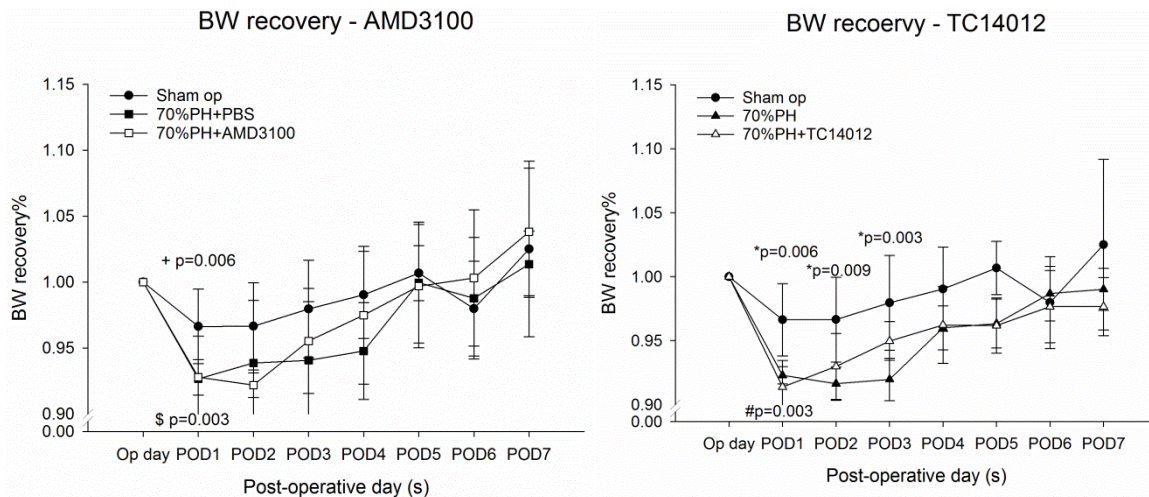 BW recovery - AMD3100
1.15
1.10
1.05
1.00
0.95
0.90
0.00
BW recovery%
Sham op
70%PH+PBS
70%PH+AMD3100
+ p=0.006
$ p=0.003
Op day POD1 POD2 POD3 POD4 POD5 POD6 POD7
Post-operative day (s)
BW recoervy - TC14012
1.15
1.10
1.05
1.00
0.95
0.90
0.00
BW recovery%
Sham op
70%PH
70%PH+TC14012
*p=0.006
*p=0.009
*p=0.003
#p=0.003
Op day POD1 POD2 POD3 POD4 POD5 POD6 POD7
Post-operative day (s)